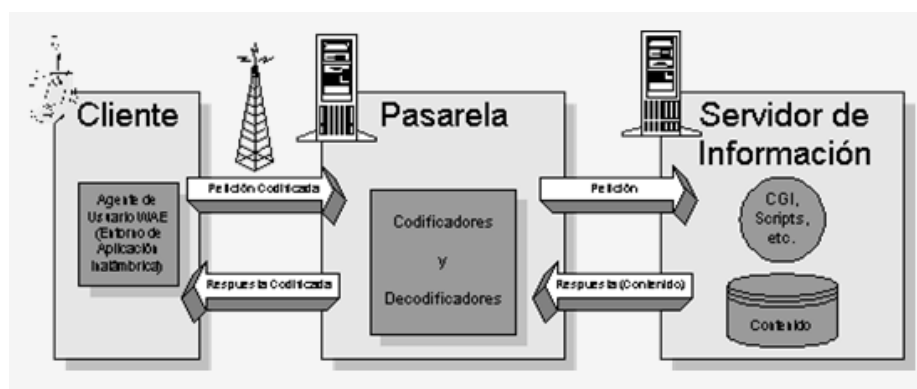 Cliente
Pasarela
Servidor de
Información
Petición Codificada
Petición
Agente de
Usuario WAE
(Entorno de
Aplicación
Inalámbrica)
Codificadores
y
Decodificadores
CGI,
Scripts,
etc.
Respuesta Codificada
Respuesta (Contenido)
Contenido